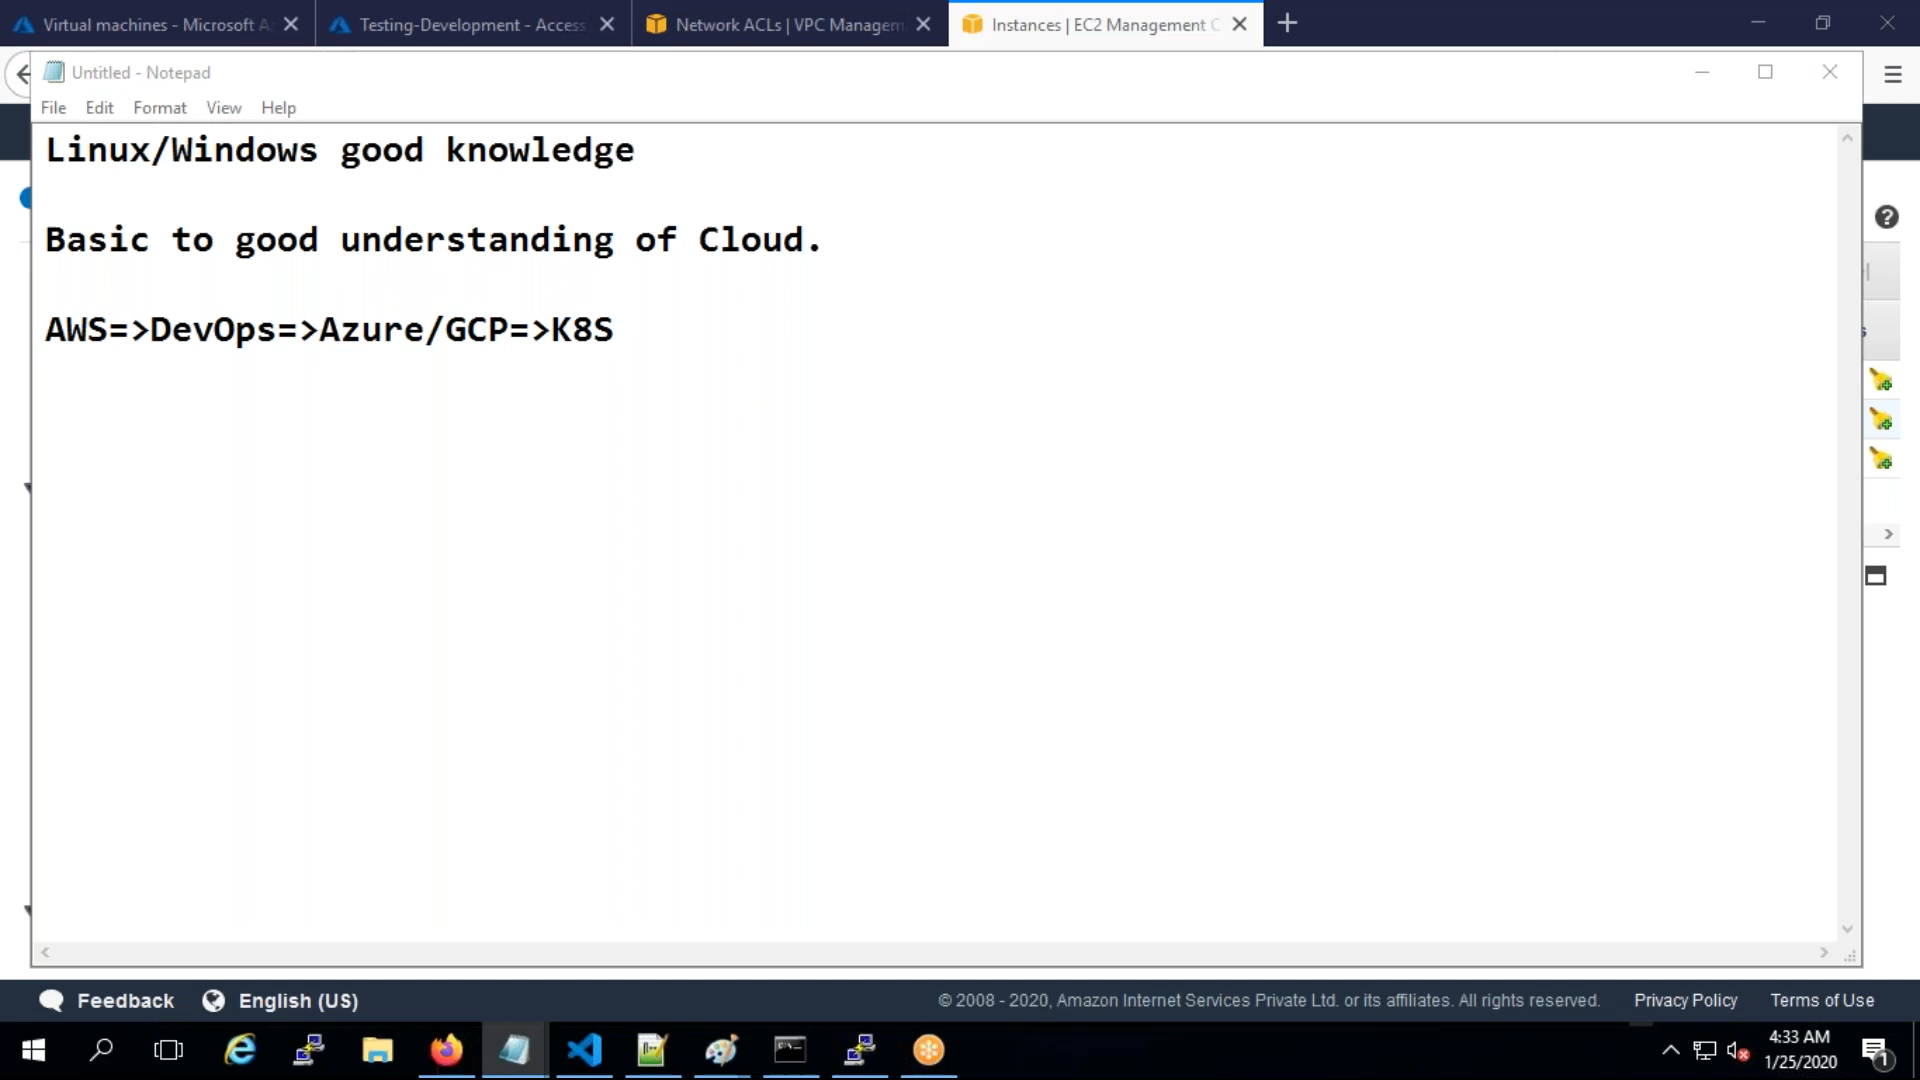 Virtual machines - Microsoft A
Testing-Development - Access
Network ACLs | VPC Managem
Instances | EC2 Management C
Untitled - Notepad
File Edit Format View Help
Linux/Windows good knowledge
Basic to good understanding of Cloud.
AWS=>DevOps=>Azure/GCP=>K8S
Feedback English (US)
© 2008 - 2020, Amazon Internet Services Private Ltd. or its affiliates. All rights reserved. Privacy Policy Terms of Use
4:33 AM
1/25/2020
1